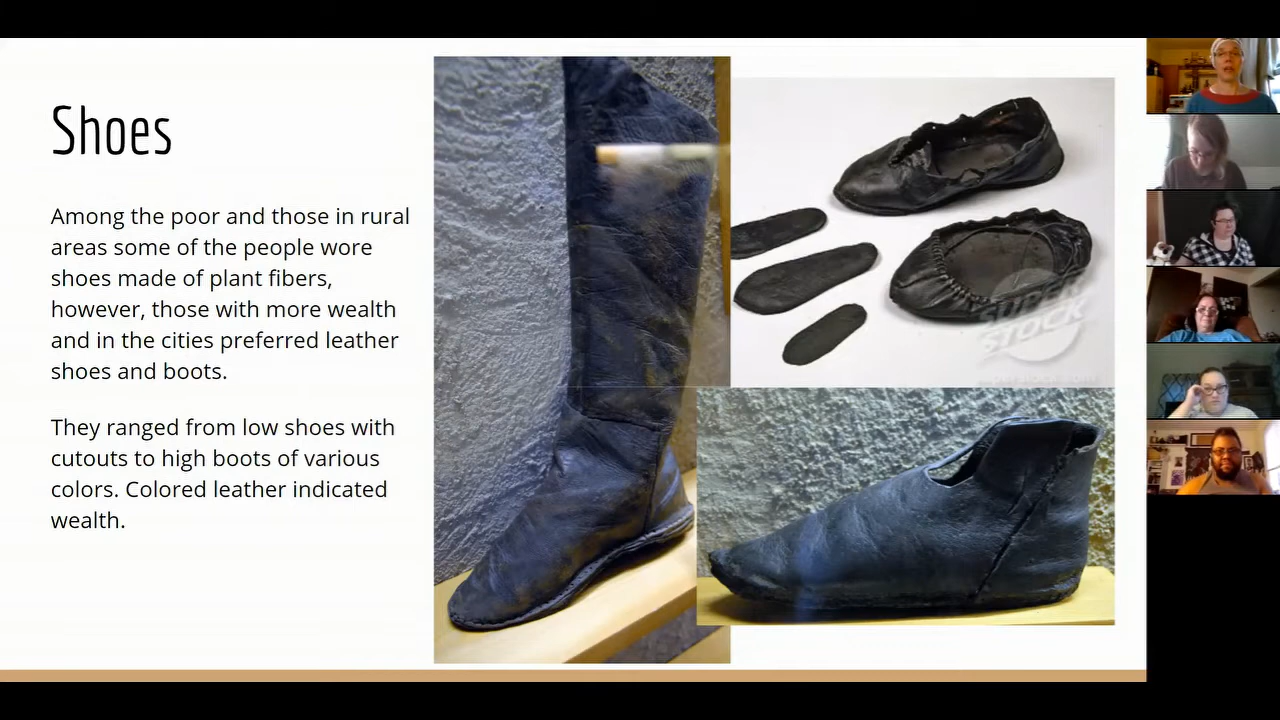 Shoes
Among the poor and those in rural
areas some of the people wore
shoes made of plant fibers,
however, those with more wealth
and in the cities preferred leather
shoes and boots.
They ranged from low shoes with
cutouts to high boots of various
colors. Colored leather indicated
wealth.
SUPER
STOCK